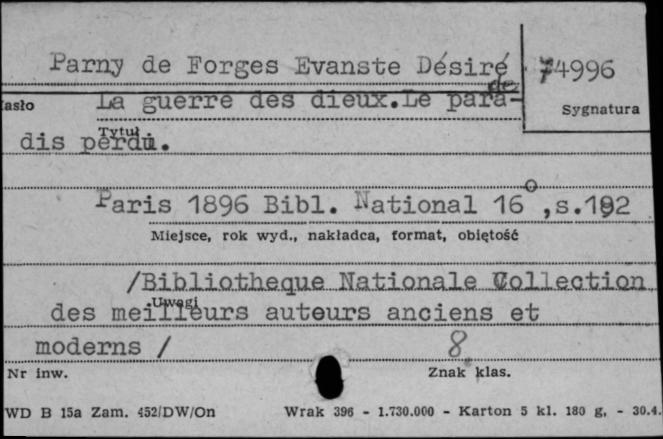 Parny de Forges Evanste Désiré 74996
de
asło La guerre des dieux.Le para- Sygnatura
Tytuł
dis perdu.
Paris 1896 Bibl. National 16°,s.192
Miejsce, rok wyd., nakładca, format, objętość
/Bibliotheque Nationale Collection
Uwagi
des meilleurs auteurs anciens et
moderns / 8
Nr inw. Znak klas.
WD B 15a Zam. 452/DW/On Wrak 396 - 1.730.000 - Karton 5 kl. 180 g, - 30.4.